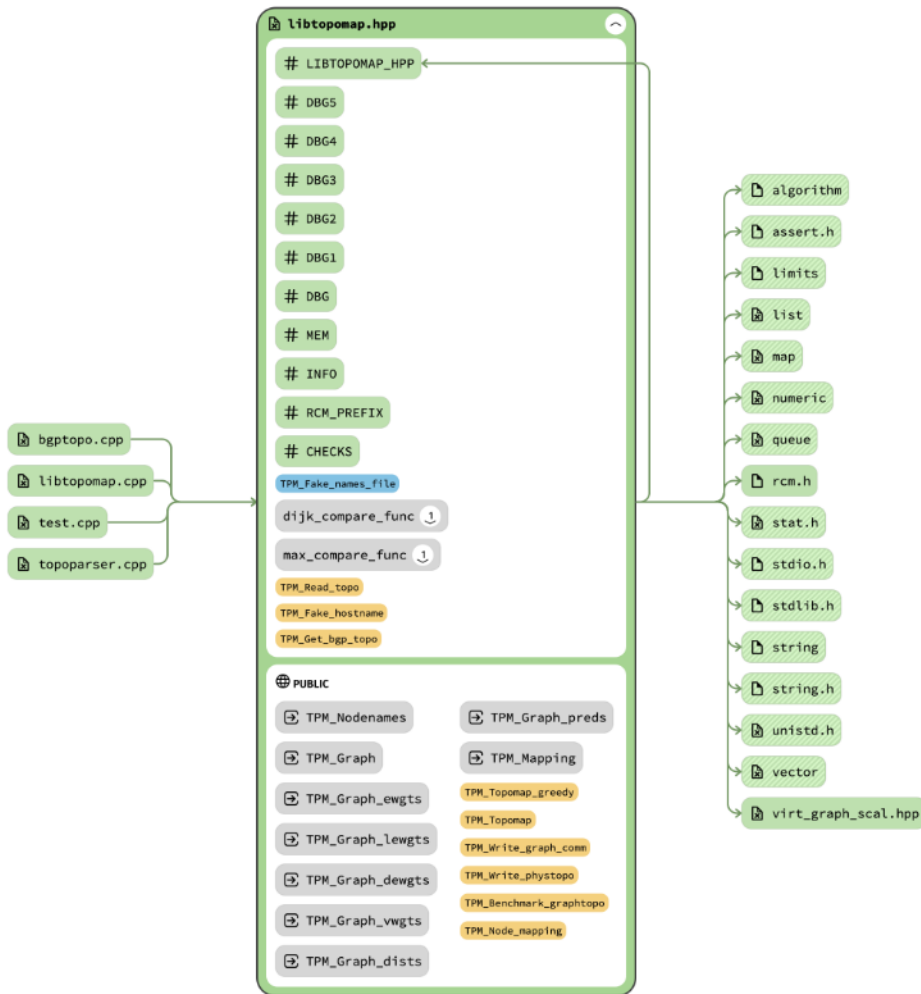 libtopomap.hpp
# LIBTOPOMAP_HPP
# DBG5
# DBG4
# DBG3
# DBG2
# DBG1
# DBG
# MEM
# INFO
# RCM_PREFIX
# CHECKS
TPM_Fake_names_file
dijk_compare_func 1
max_compare_func 1
TPM_Read_topo
TPM_Fake_hostname
TPM_Get_bgp_topo
PUBLIC
TPM_Nodenames
TPM_Graph
TPM_Graph_ewgts
TPM_Graph_lewgts
TPM_Graph_dewgts
TPM_Graph_vwgts
TPM_Graph_dists
TPM_Graph_preds
TPM_Mapping
TPM_Topomap_greedy
TPM_Topomap
TPM_Write_graph_comm
TPM_Write_phystopo
TPM_Benchmark_graphtopo
TPM_Node_mapping
bgptopo.cpp
libtopomap.cpp
test.cpp
topoparser.cpp
algorithm
assert.h
limits
list
map
numeric
queue
rcm.h
stat.h
stdio.h
stdlib.h
string
string.h
unistd.h
vector
virt_graph_scal.hpp